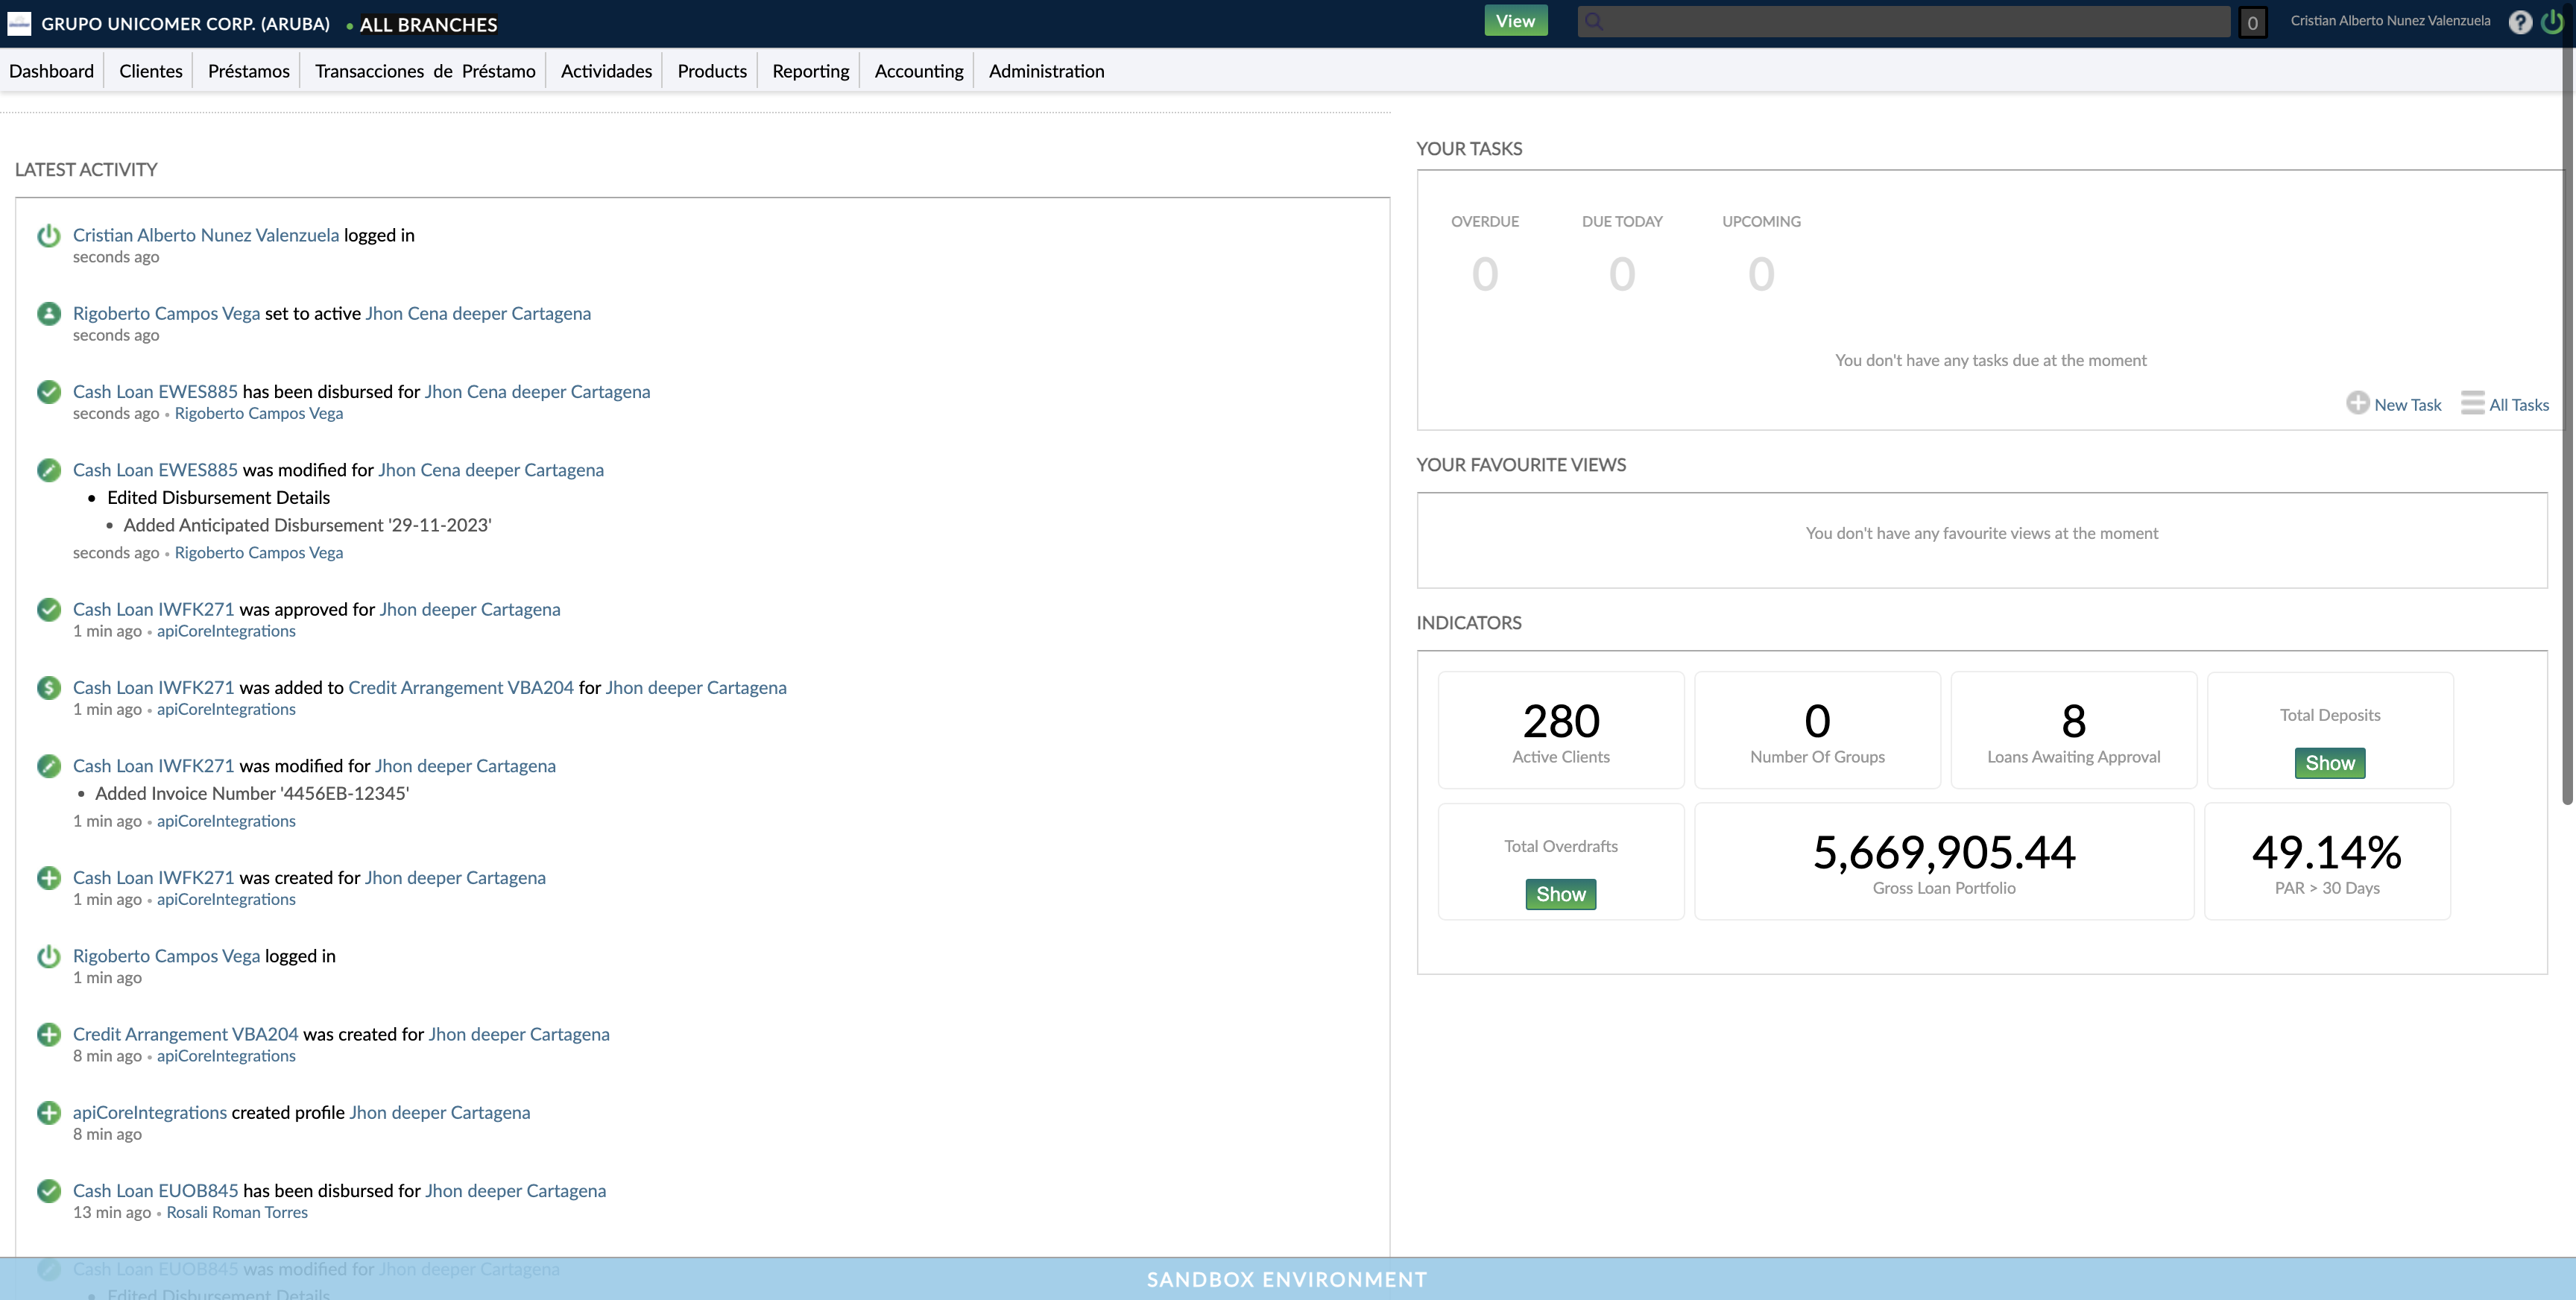 GRUPO UNICOMER CORP. (ARUBA) • ALL BRANCHES
View
0
Cristian Alberto Nunez Valenzuela
?
Dashboard Clientes Préstamos Transacciones de Préstamo Actividades Products Reporting Accounting Administration
LATEST ACTIVITY
Cristian Alberto Nunez Valenzuela logged in
seconds ago
Rigoberto Campos Vega set to active Jhon Cena deeper Cartagena
seconds ago
Cash Loan EWES885 has been disbursed for Jhon Cena deeper Cartagena
seconds ago • Rigoberto Campos Vega
Cash Loan EWES885 was modified for Jhon Cena deeper Cartagena
• Edited Disbursement Details
• Added Anticipated Disbursement '29-11-2023'
seconds ago • Rigoberto Campos Vega
Cash Loan IWFK271 was approved for Jhon deeper Cartagena
1 min ago • apiCoreIntegrations
Cash Loan IWFK271 was added to Credit Arrangement VBA204 for Jhon deeper Cartagena
1 min ago • apiCoreIntegrations
Cash Loan IWFK271 was modified for Jhon deeper Cartagena
• Added Invoice Number '4456EB-12345'
1 min ago • apiCoreIntegrations
Cash Loan IWFK271 was created for Jhon deeper Cartagena
1 min ago • apiCoreIntegrations
Rigoberto Campos Vega logged in
1 min ago
Credit Arrangement VBA204 was created for Jhon deeper Cartagena
8 min ago • apiCoreIntegrations
apiCoreIntegrations created profile Jhon deeper Cartagena
8 min ago
Cash Loan EUOB845 has been disbursed for Jhon deeper Cartagena
13 min ago • Rosali Roman Torres
Cash Loan EUOB845 was modified for Jhon deeper Cartagena
• Edited Disbursement Details
YOUR TASKS
OVERDUE DUE TODAY UPCOMING
0 0 0
You don't have any tasks due at the moment
New Task All Tasks
YOUR FAVOURITE VIEWS
You don't have any favourite views at the moment
INDICATORS
280
Active Clients
0
Number Of Groups
8
Loans Awaiting Approval
Total Deposits
Show
Total Overdrafts
Show
5,669,905.44
Gross Loan Portfolio
49.14%
PAR > 30 Days
SANDBOX ENVIRONMENT